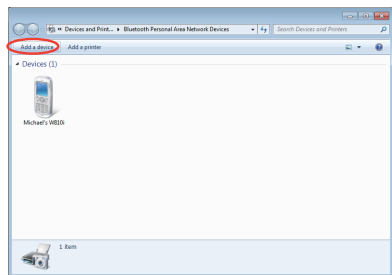 « Devices and Print... ▸ Bluetooth Personal Area Network Devices
Search Devices and Printers
Add a device Add a printer
Devices (1)
Michael's W810i
1 item